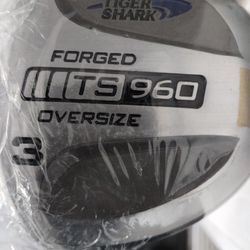 TIGER
SHARK
FORGED
TS 960
OVERSIZE
3